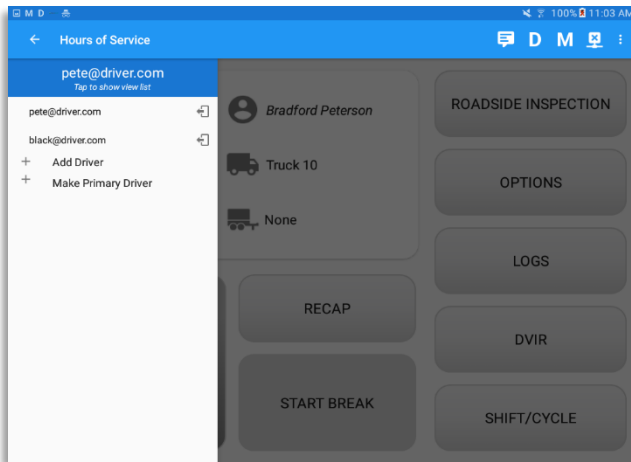 M D 100% 11:03 AM
Hours of Service D M
pete@driver.com
Tap to show view list
pete@driver.com
black@driver.com
Add Driver
Make Primary Driver
Bradford Peterson
Truck 10
None
RECAP
START BREAK
ROADSIDE INSPECTION
OPTIONS
LOGS
DVIR
SHIFT/CYCLE